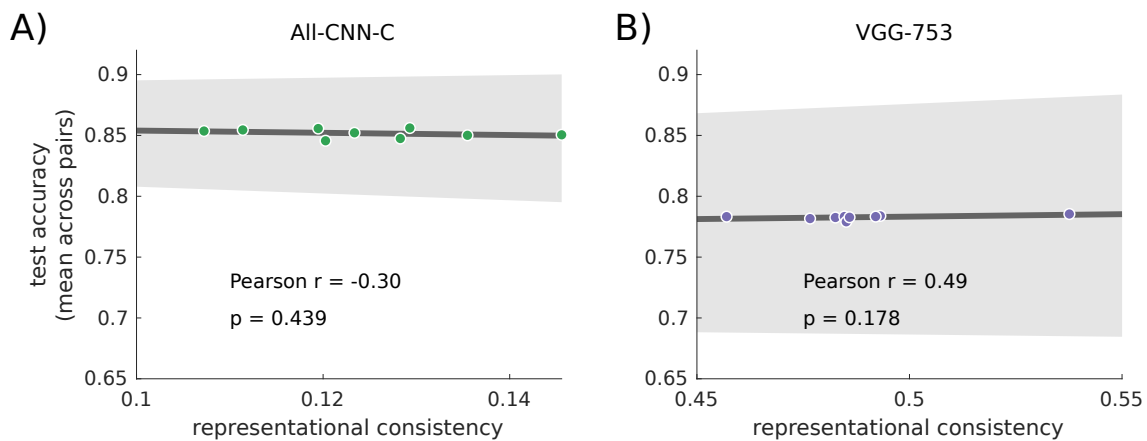 A)
All-CNN-C
test accuracy
(mean across pairs)
0.9
0.85
0.8
0.75
0.7
0.65
Pearson r = -0.30
p = 0.439
0.1
0.12
0.14
representational consistency
B)
VGG-753
0.9
0.85
0.8
0.75
0.7
0.65
Pearson r = 0.49
p = 0.178
0.45
0.5
0.55
representational consistency